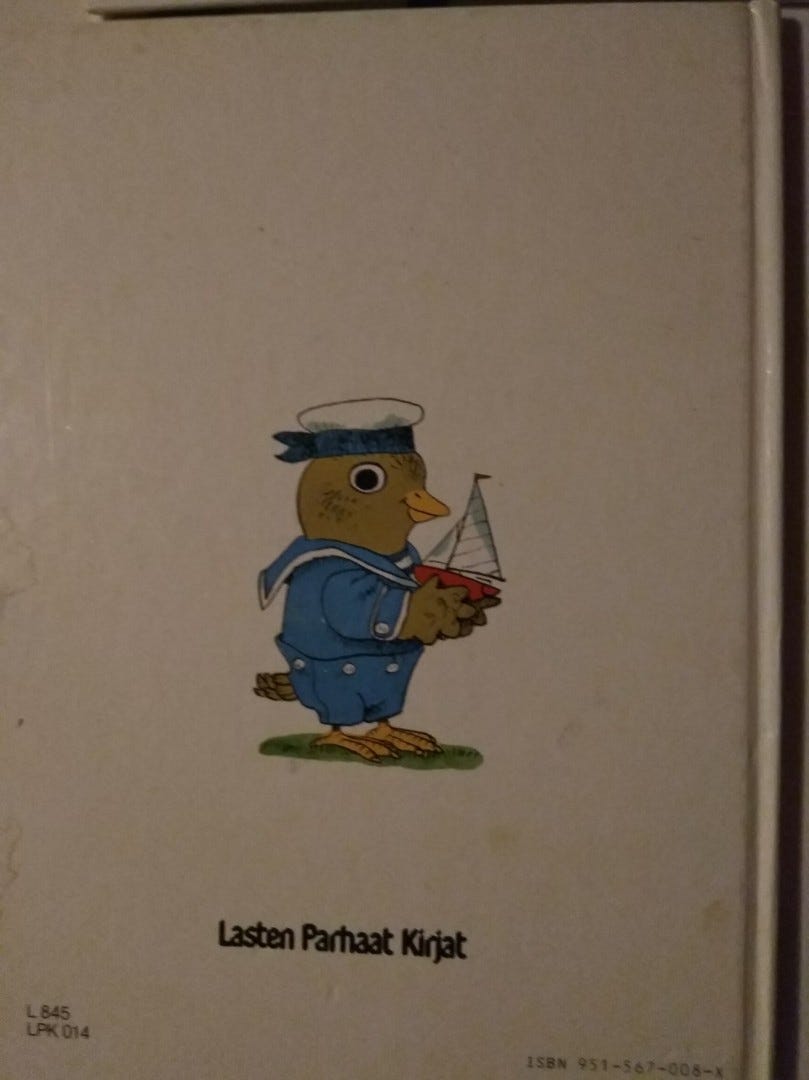 Lasten Parhaat Kirjat
L 845
LPK 014
ISBN 951-567-008-X